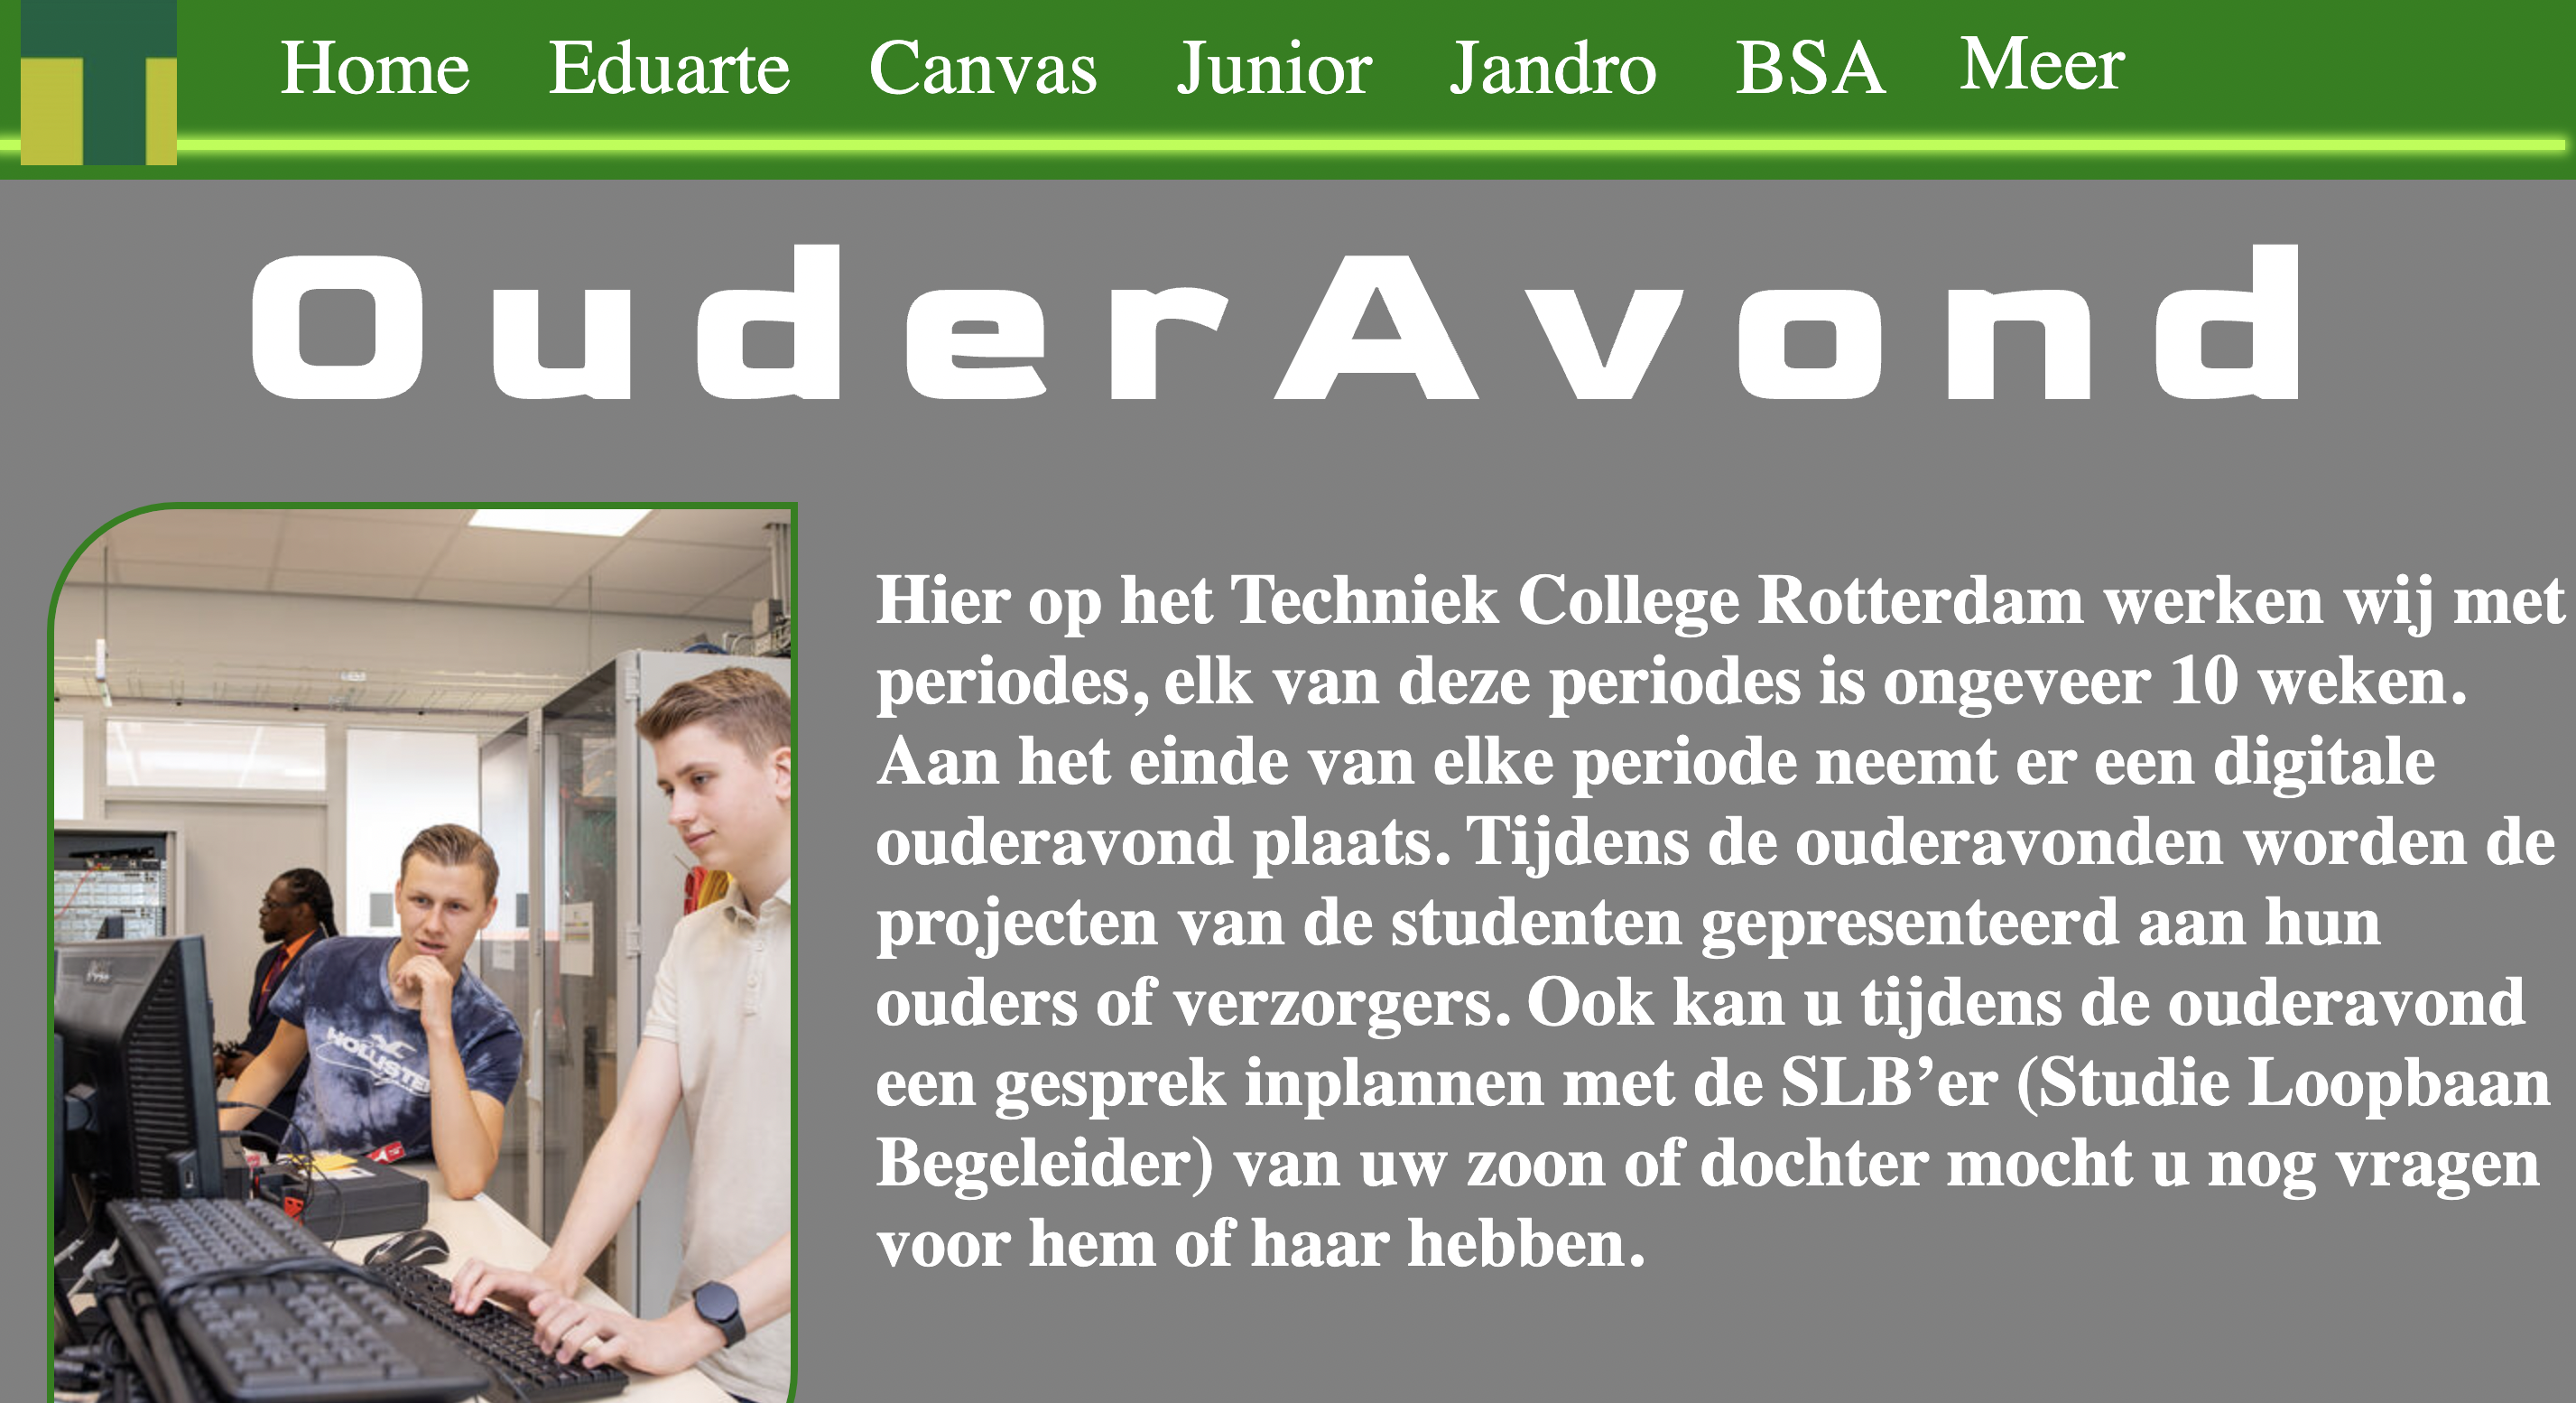 Home Eduarte Canvas Junior Jandro BSA Meer
OuderAvond
Hier op het Techniek College Rotterdam werken wij met
periodes, elk van deze periodes is ongeveer 10 weken.
Aan het einde van elke periode neemt er een digitale
ouderavond plaats. Tijdens de ouderavonden worden de
projecten van de studenten gepresenteerd aan hun
ouders of verzorgers. Ook kan u tijdens de ouderavond
een gesprek inplannen met de SLB’er (Studie Loopbaan
Begeleider) van uw zoon of dochter mocht u nog vragen
voor hem of haar hebben.